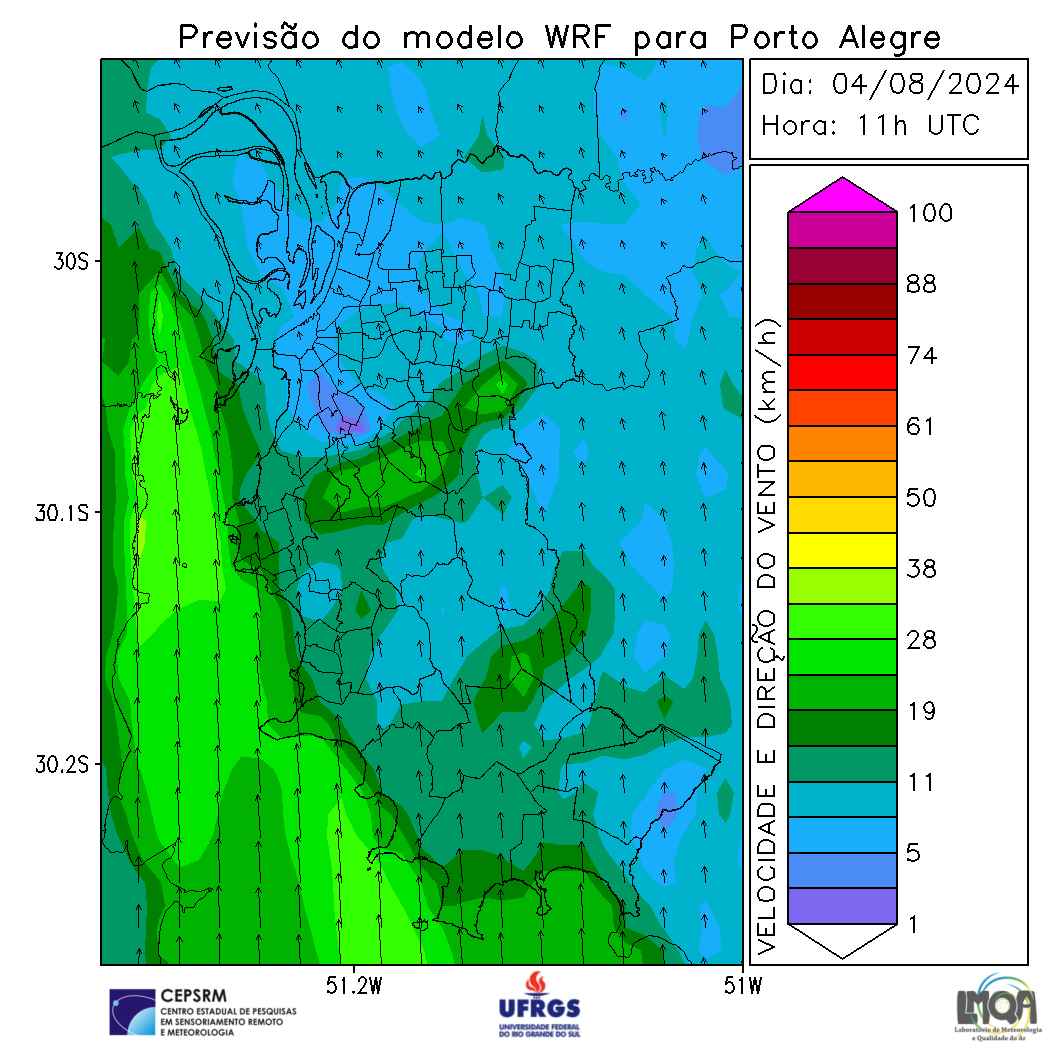 Previsão do modelo WRF para Porto Alegre
Dia: 04/08/2024
Hora: 11h UTC
30S
30.1S
30.2S
51.2W
51W
VELOCIDADE E DIREÇÃO DO VENTO (km/h)
100
88
74
61
50
38
28
19
11
5
1
CEPSRM
CENTRO ESTADUAL DE PESQUISAS
EM SENSORIAMENTO REMOTO
E METEOROLOGIA
UFRGS
UNIVERSIDADE FEDERAL
DO RIO GRANDE DO SUL
LMQA
Laboratório de Meteorologia
e Qualidade do Ar